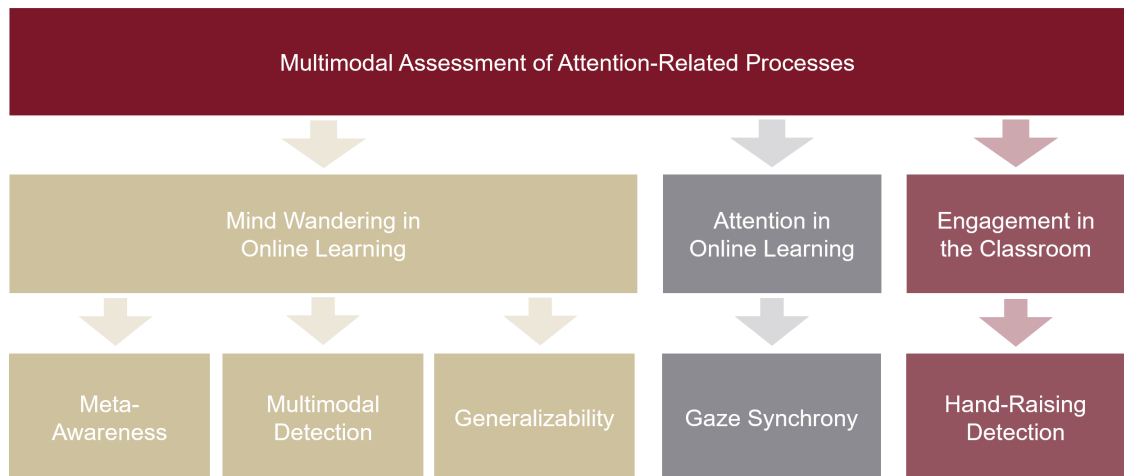 Multimodal Assessment of Attention-Related Processes
Mind Wandering in
Online Learning
Attention in
Online Learning
Engagement in
the Classroom
Meta-
Awareness
Multimodal
Detection
Generalizability
Gaze Synchrony
Hand-Raising
Detection